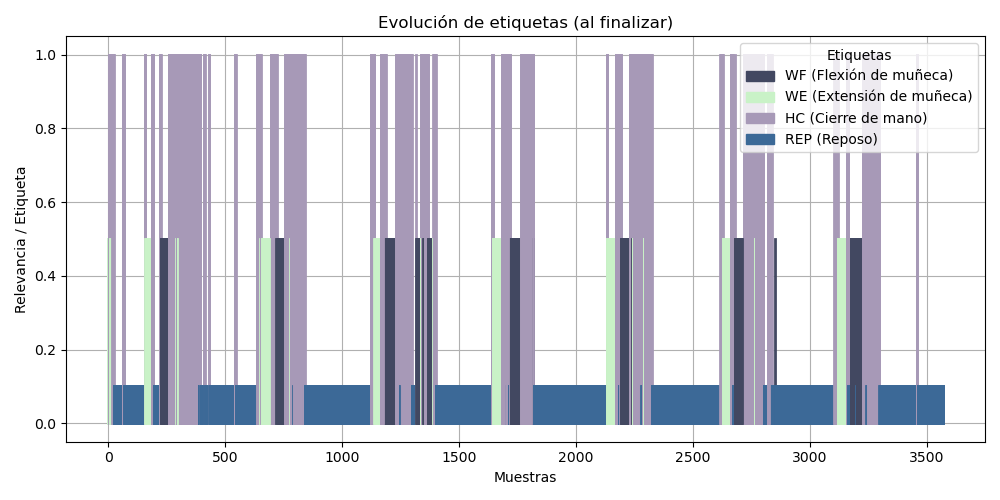 Evolución de etiquetas (al finalizar)
Relevancia / Etiqueta
1.0
0.8
0.6
0.4
0.2
0.0
Etiquetas
WF (Flexión de muñeca)
WE (Extensión de muñeca)
HC (Cierre de mano)
REP (Reposo)
0 500 1000 1500 2000 2500 3000 3500
Muestras